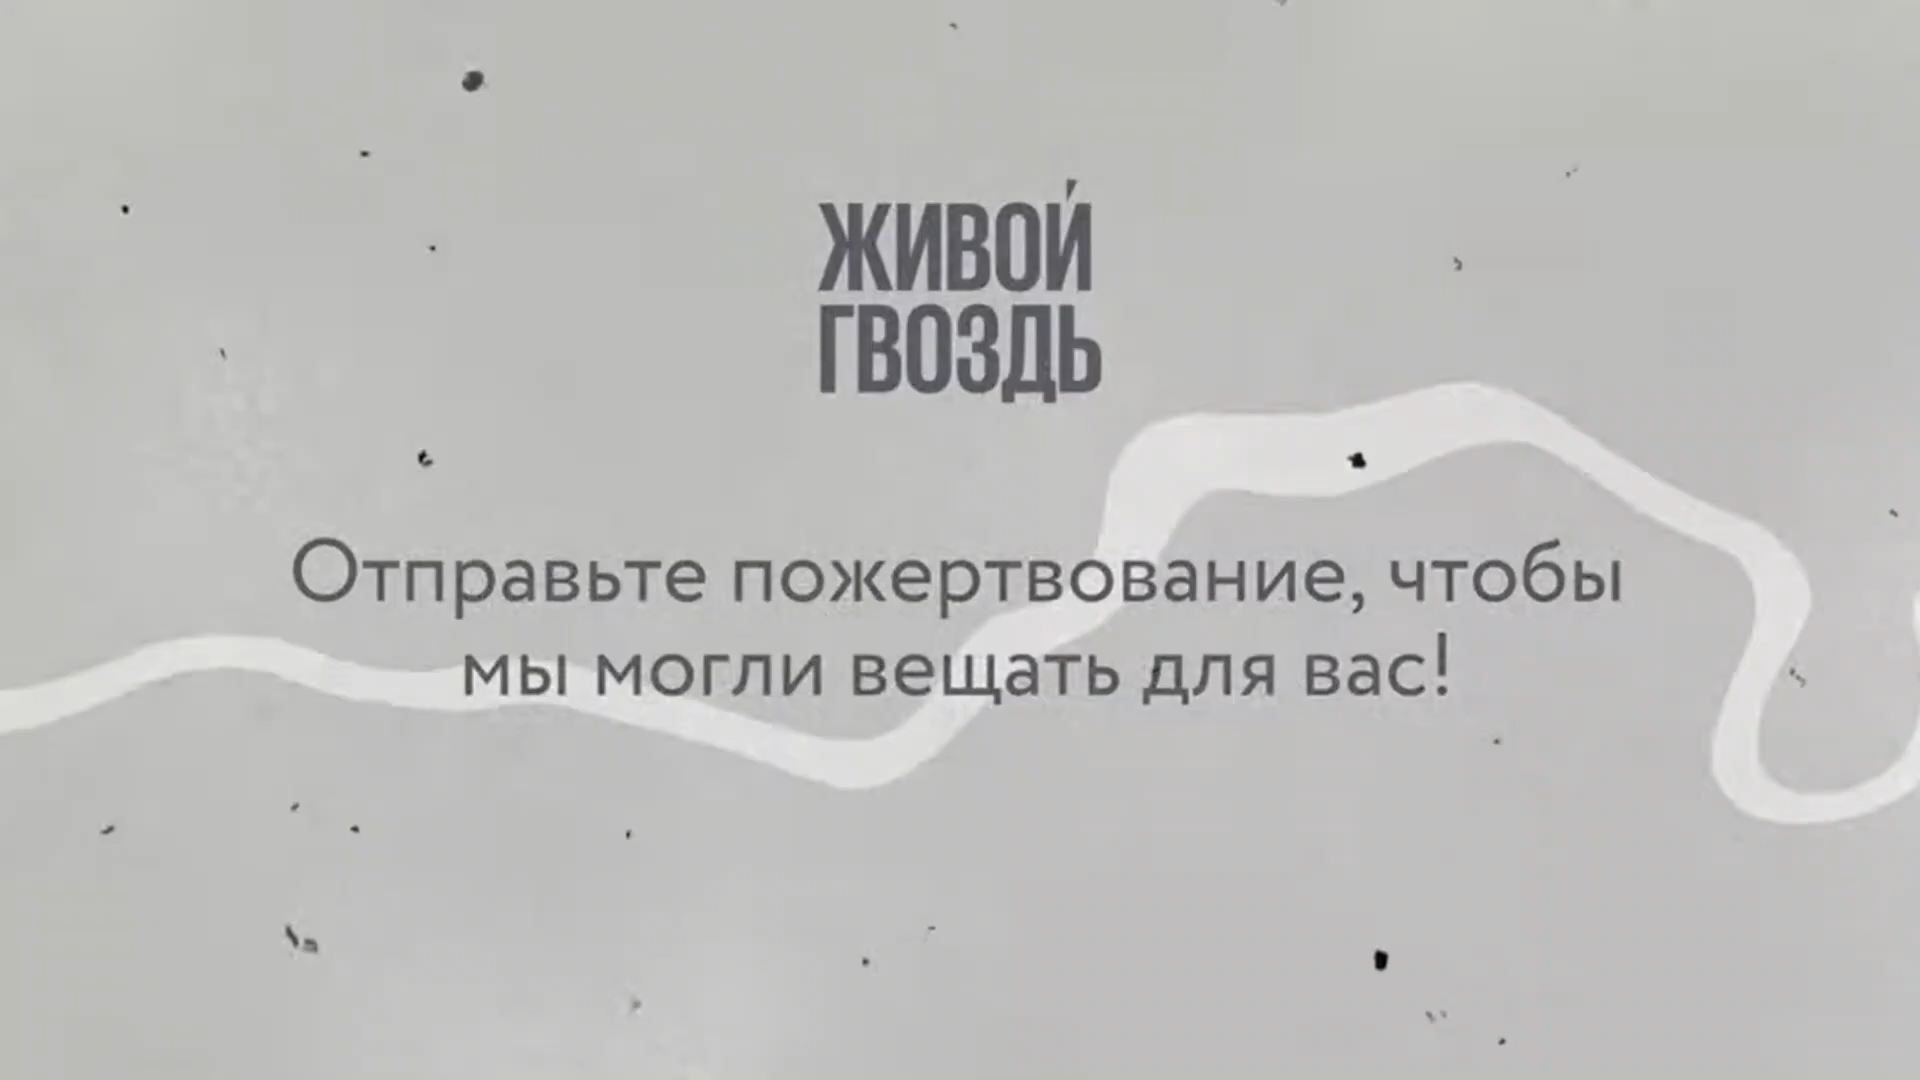 ЖИВОЙ
ГВОЗДЬ
Отправьте пожертвование, чтобы
мы могли вещать для вас!